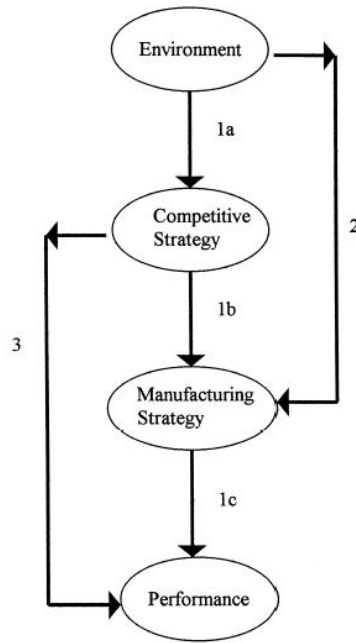 Environment
1a
Competitive
Strategy
2
1b
3
Manufacturing
Strategy
1c
Performance